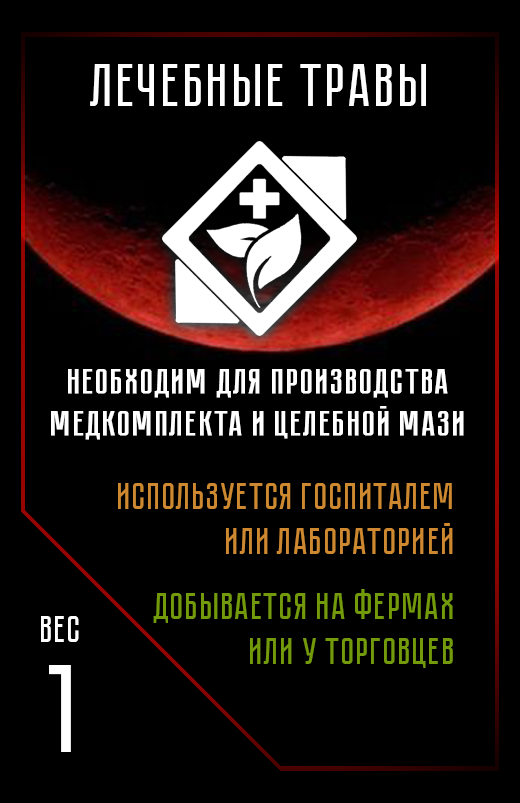 ЛЕЧЕБНЫЕ ТРАВЫ
НЕОБХОДИМ ДЛЯ ПРОИЗВОДСТВА
МЕДКОМПЛЕКТА И ЦЕЛЕБНОЙ МАЗИ
ИСПОЛЬЗУЕТСЯ ГОСПИТАЛЕМ
ИЛИ ЛАБОРАТОРИЕЙ
ДОБЫВАЕТСЯ НА ФЕРМАХ
ИЛИ У ТОРГОВЦЕВ
ВЕС
1